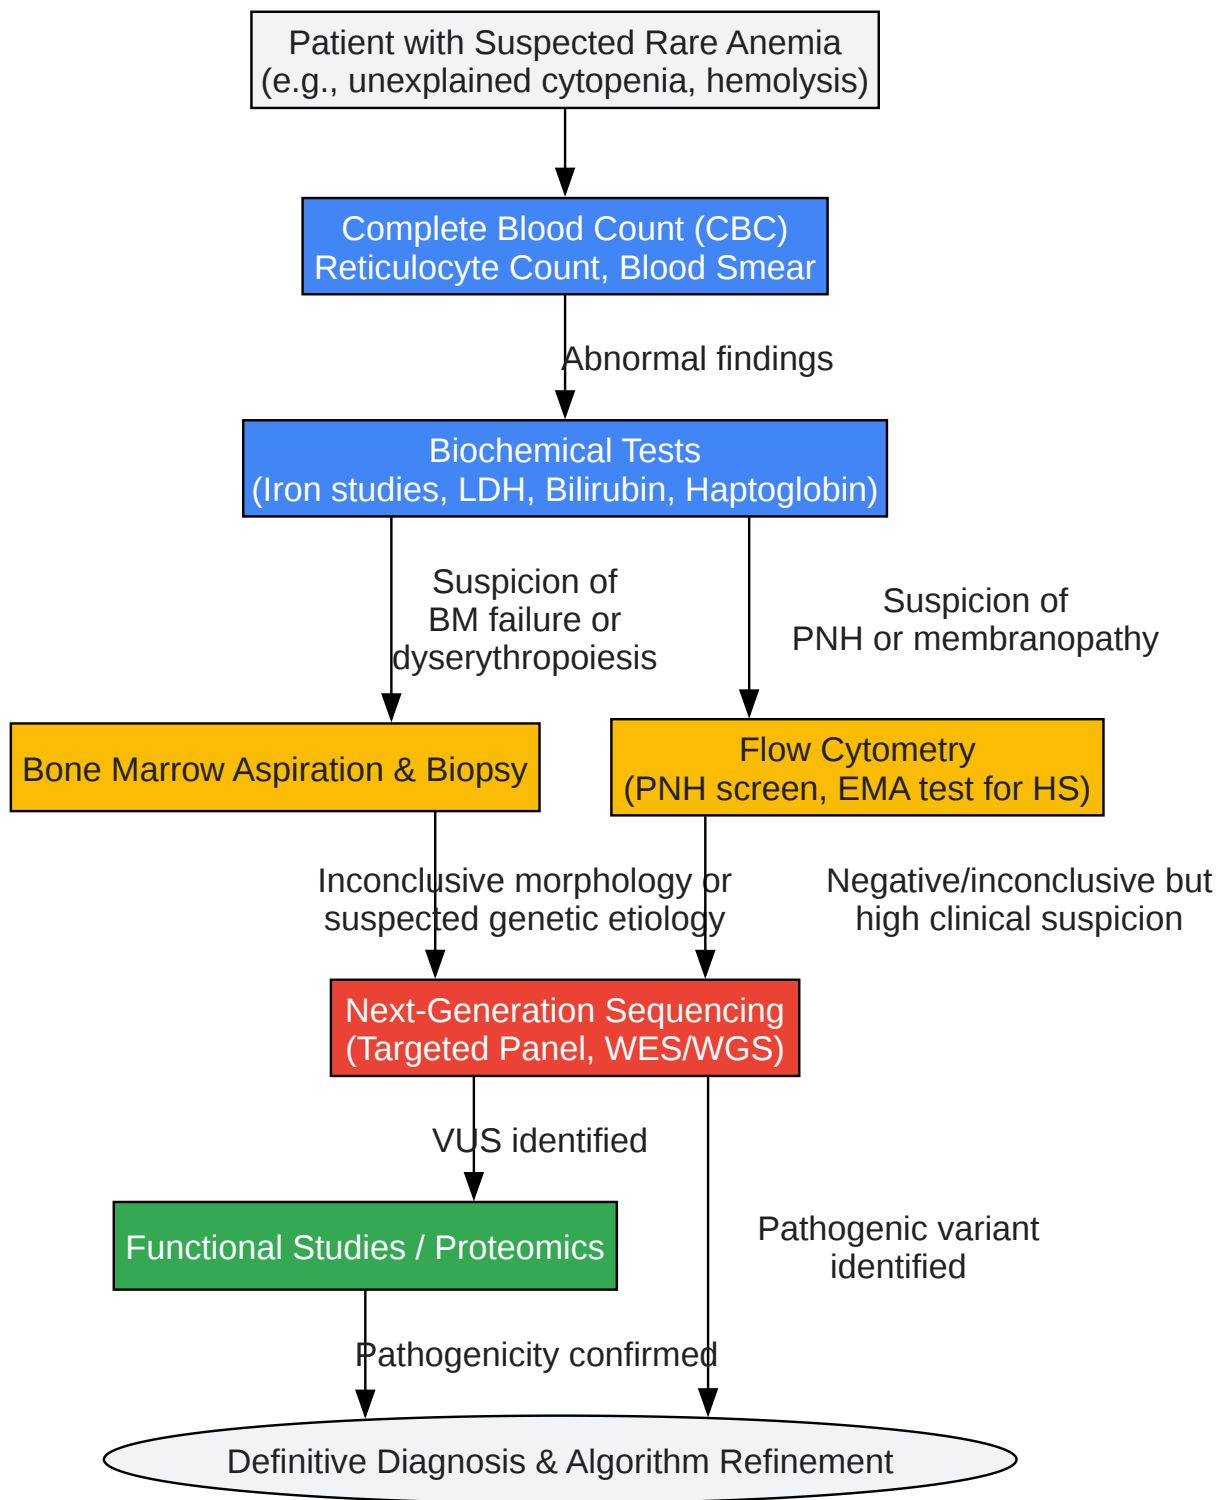 Patient with Suspected Rare Anemia
(e.g., unexplained cytopenia, hemolysis)
Complete Blood Count (CBC)
Reticulocyte Count, Blood Smear
Abnormal findings
Biochemical Tests
(Iron studies, LDH, Bilirubin, Haptoglobin)
Suspicion of
BM failure or
dyserythropoiesis
Suspicion of
PNH or membranopathy
Bone Marrow Aspiration & Biopsy
Flow Cytometry
(PNH screen, EMA test for HS)
Inconclusive morphology or
suspected genetic etiology
Negative/inconclusive but
high clinical suspicion
Next-Generation Sequencing
(Targeted Panel, WES/WGS)
VUS identified
Functional Studies / Proteomics
Pathogenic variant
identified
Pathogenicity confirmed
Definitive Diagnosis & Algorithm Refinement